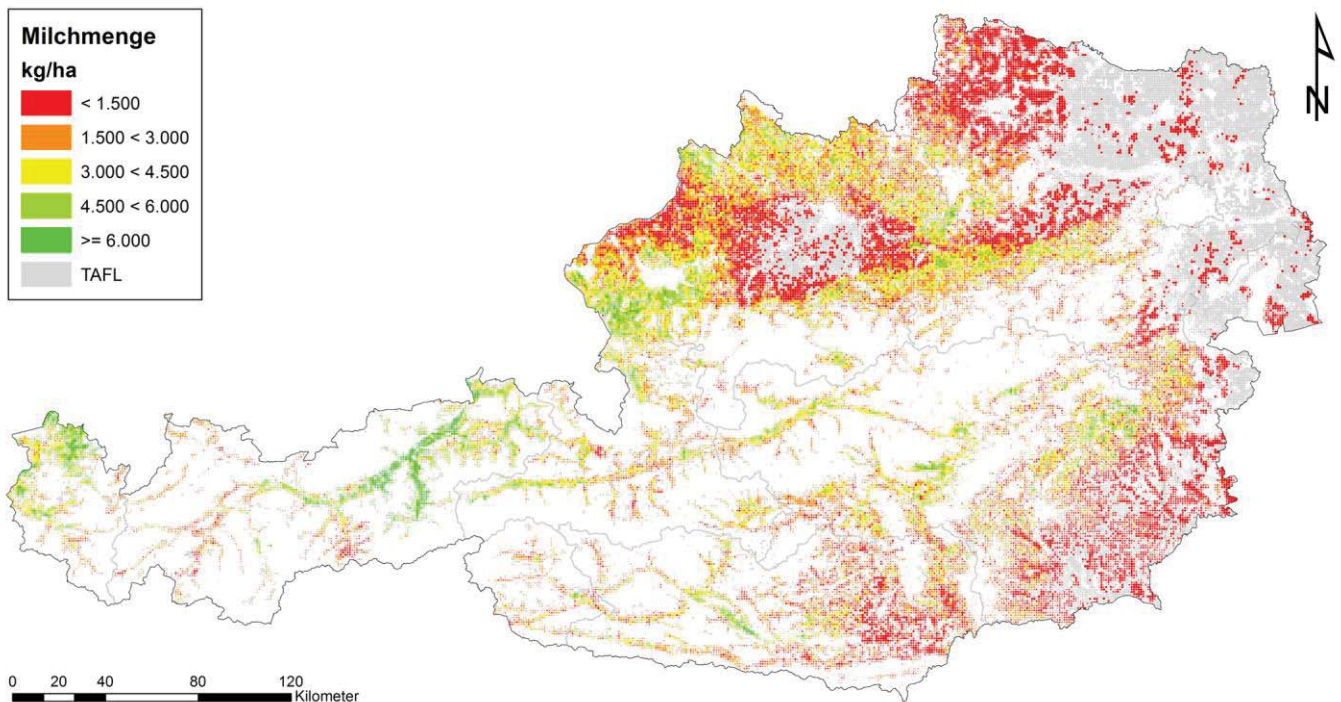 Milchmenge
kg/ha
< 1.500
1.500 < 3.000
3.000 < 4.500
4.500 < 6.000
>= 6.000
TAFL
N
0 20 40 80 120
Kilometer